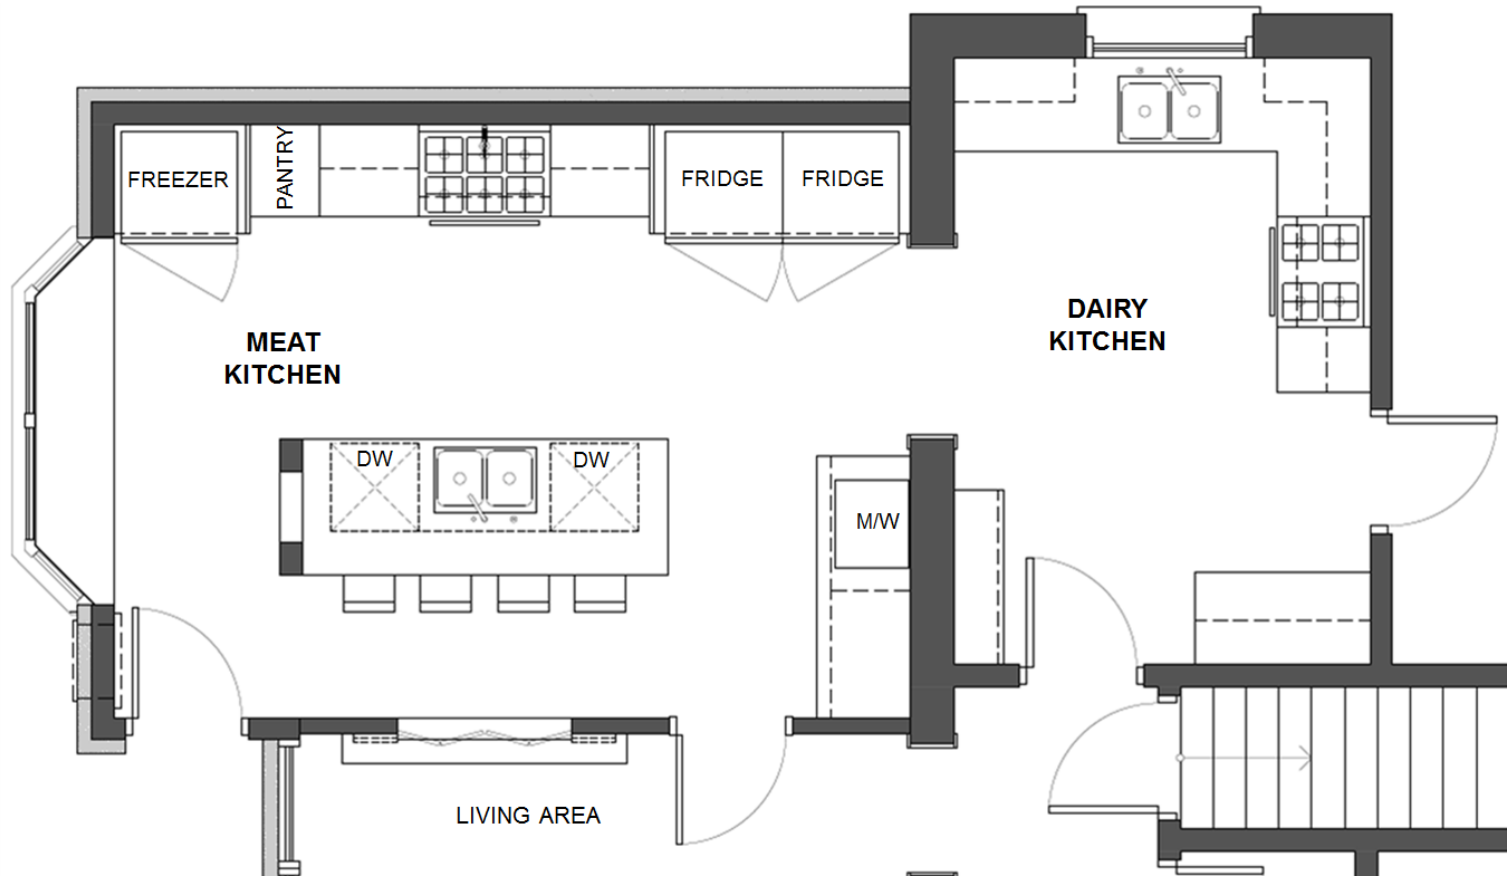 FREEZER
PANTRY
FRIDGE
FRIDGE
MEAT
KITCHEN
DAIRY
KITCHEN
DW
DW
M/W
LIVING AREA